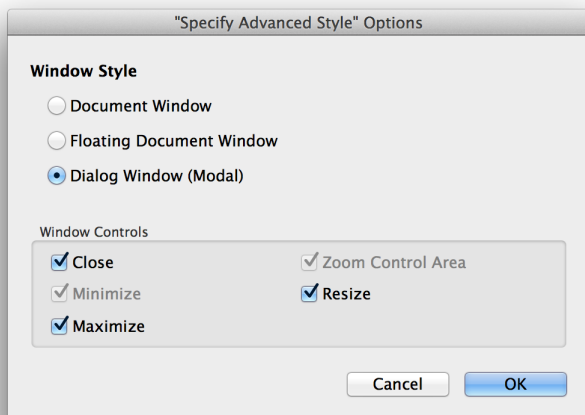 "Specify Advanced Style" Options
Window Style
Document Window
Floating Document Window
Dialog Window (Modal)
Window Controls
Close
Zoom Control Area
Minimize
Resize
Maximize
Cancel
OK